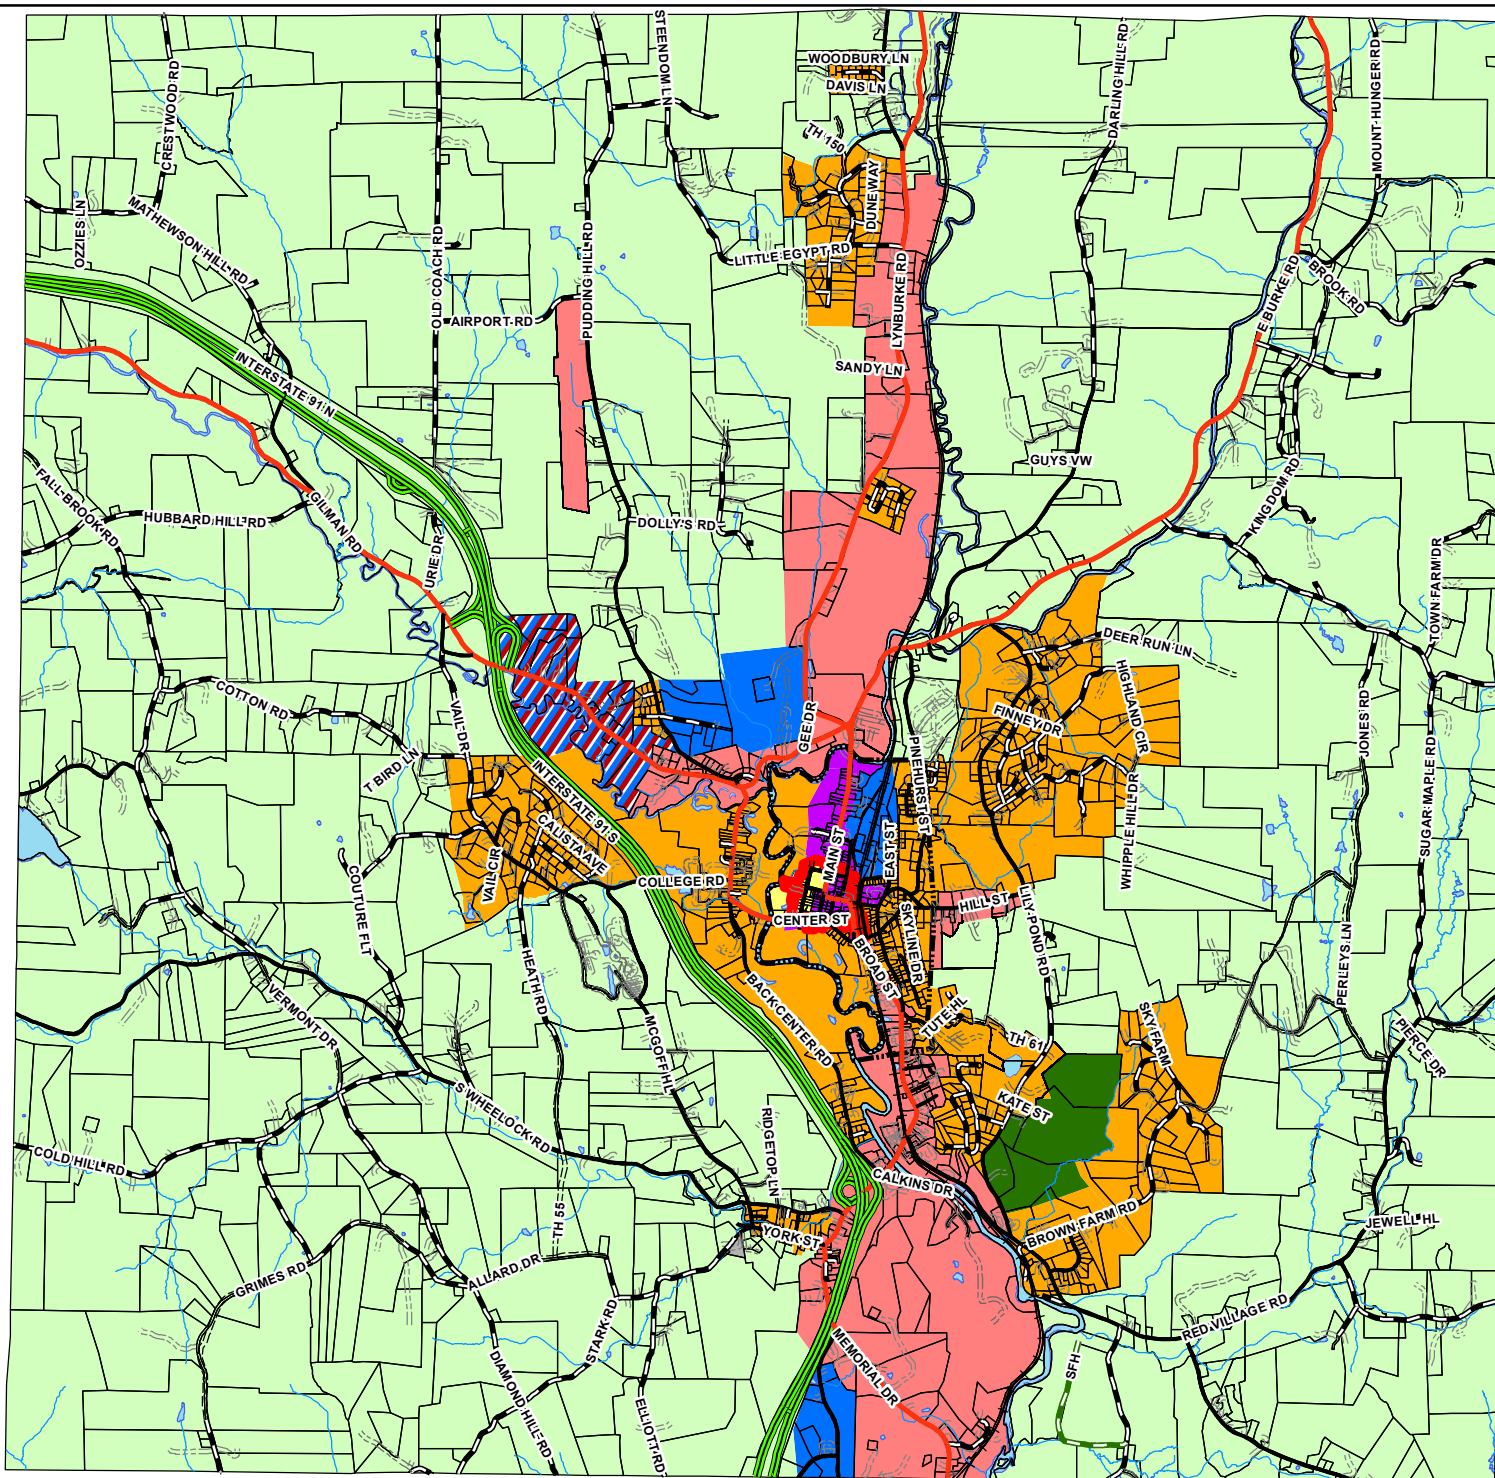 STEENDOM LN
WOODBURY LN
DAVIS LN
DARLING HILL RD
MOUNT HUNGER RD
CRESTWOOD RD
TH 150
DUNE WAY
OZZIES LN
MATHEWSON HILL RD
OLD COACH RD
PUDDING HILL RD
LITTLE EGYPT RD
LYNBURKE RD
E BURKE RD
BROOK RD
AIRPORT RD
SANDY LN
INTERSTATE 91 N
GUYS VW
KINGDOM RD
FALL BROOK RD
HUBBARD HILL RD
GILMAN RD
DOLLY'S RD
URIE DR
TOWN FARM DR
DEER RUN LN
HIGHLAND CIR
COTTON RD
VAIL DR
GEE DR
FINNEY DR
JONES RD
PINEHURST ST
T BIRD LN
INTERSTATE 91 S
SUGAR MAPLE RD
WHIPPLE HILL DR
CALISTA AVE
MAIN ST
EAST ST
VAIL CIR
COLLEGE RD
COUTURE FLT
CENTER ST
HILL ST
SKYLINE DR
LILY POND RD
BROAD ST
HEATH RD
PERLEYS LN
VERMONT DR
BACK CENTER RD
MCGOFF HL
TUTE HL
TH 61
SKY FARM
PIERCE DR
S WHEELOCK RD
KATE ST
RIDGETOP LN
COLD HILL RD
CALKINS DR
TH 55
YORK ST
BROWN FARM RD
JEWELL HL
GRIMES RD
ALLARD DR
STARK RD
RED VILLAGE RD
MEMORIAL DR
SFH
DIAMOND HILL RD
ELLIOTT RD